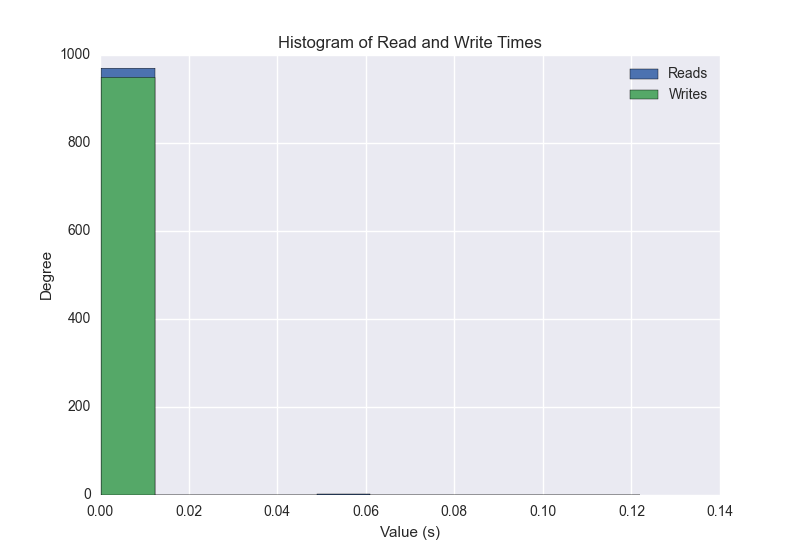 Histogram of Read and Write Times
1000
800
600
400
200
0
Degree
Reads
Writes
0.00 0.02 0.04 0.06 0.08 0.10 0.12 0.14
Value (s)